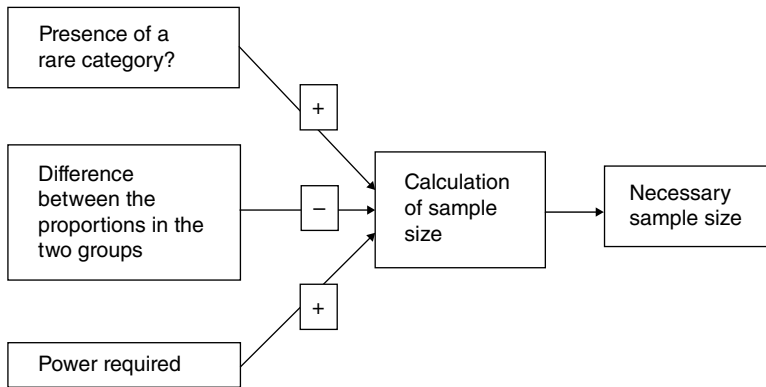 Presence of a
rare category?
+
Difference
between the
proportions in the
two groups
−
Calculation
of sample
size
Necessary
sample size
+
Power required